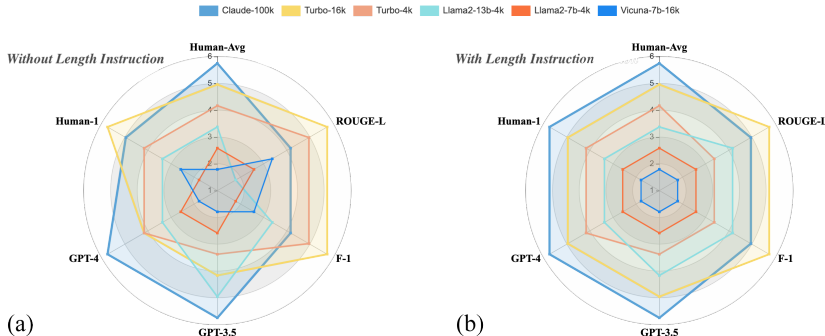 Claude-100k Turbo-16k Turbo-4k Llama2-13b-4k Llama2-7b-4k Vicuna-7b-16k
Without Length Instruction
Human-Avg
6
5
4
3
2
1
Human-1
ROUGE-L
GPT-4
F-1
GPT-3.5
(a)
With Length Instruction
Human-Avg
6
5
4
3
2
1
Human-1
ROUGE-L
GPT-4
F-1
GPT-3.5
(b)